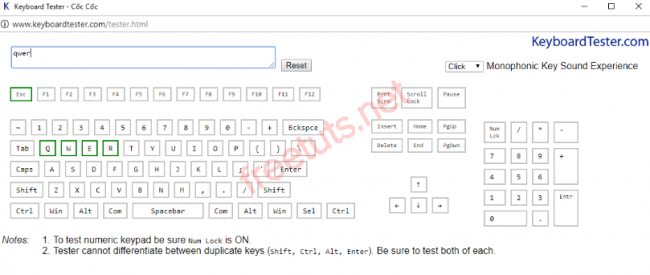 Keyboard Tester - Cốc Cốc
www.keyboardtester.com/tester.html
KeyboardTester.com
qwer
Reset
Click Monophonic Key Sound Experience
Esc F1 F2 F3 F4 F5 F6 F7 F8 F9 F10 F11 F12
Prnt Scrn Scroll Lock Pause
~ 1 2 3 4 5 6 7 8 9 0 - + Bckspce
Insert Home PgUp
Num Lck / * -
Tab Q W E R T Y U I O P { } \
Delete End PgDwn
7 8 9 +
Caps A S D F G H J K L ; ' Enter
4 5 6
Shift Z X C V B N M , . / Shift
↑
1 2 3 Entr
Ctrl Win Alt Com Spacebar Com Alt Win Sel Ctrl
← ↓ →
0 .
freetuts.net
Notes: 1. To test numeric keypad be sure Num Lock is ON
2. Tester cannot differentiate between duplicate keys (Shift, Ctrl, Alt, Enter). Be sure to test both of each.